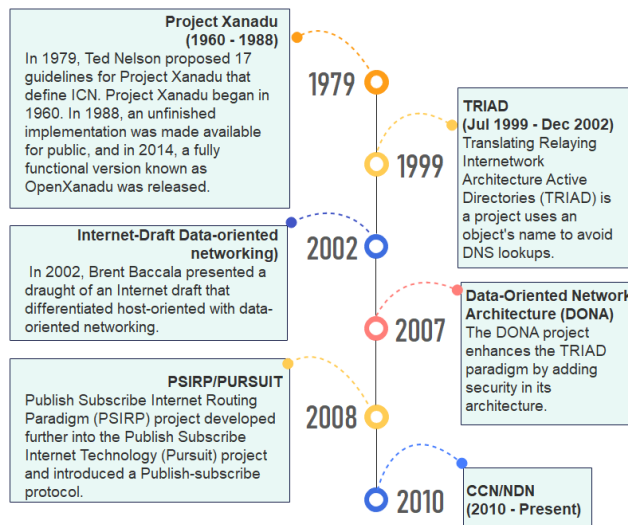 Project Xanadu
(1960 - 1988)
In 1979, Ted Nelson proposed 17
guidelines for Project Xanadu that
define ICN. Project Xanadu began in
1960. In 1988, an unfinished
implementation was made available
for public, and in 2014, a fully
functional version known as
OpenXanadu was released.
1979
TRIAD
(Jul 1999 - Dec 2002)
Translating Relaying
Internetwork
Architecture Active
Directories (TRIAD) is
a project uses an
object's name to avoid
DNS lookups.
1999
Internet-Draft Data-oriented
networking)
In 2002, Brent Baccala presented a
draught of an Internet draft that
differentiated host-oriented with data-
oriented networking.
2002
Data-Oriented Network
Architecture (DONA)
The DONA project
enhances the TRIAD
paradigm by adding
security in its
architecture.
2007
PSIRP/PURSUIT
Publish Subscribe Internet Routing
Paradigm (PSIRP) project developed
further into the Publish Subscribe
Internet Technology (Pursuit) project
and introduced a Publish-subscribe
protocol.
2008
CCN/NDN
(2010 - Present)
2010